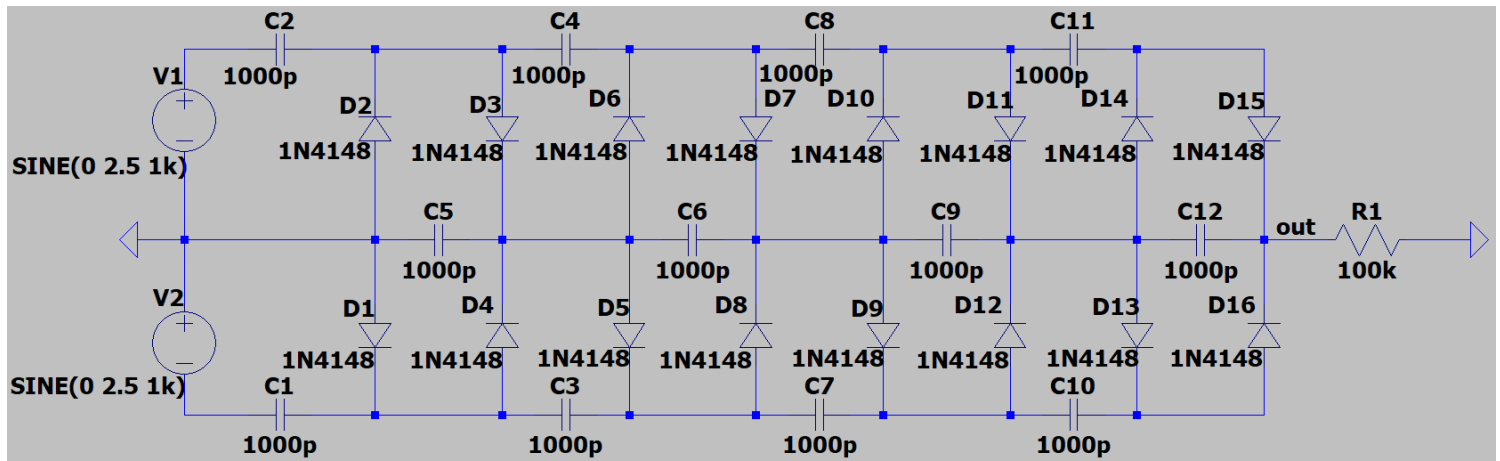 C2
C4
C8
C11
1000p
1000p
1000p
1000p
V1
D2
D3
D6
D7
D10
D11
D14
D15
1N4148
1N4148
1N4148
1N4148
1N4148
1N4148
1N4148
1N4148
SINE(0 2.5 1k)
C5
C6
C9
C12
out
R1
1000p
1000p
1000p
1000p
100k
V2
D1
D4
D5
D8
D9
D12
D13
D16
1N4148
1N4148
1N4148
1N4148
1N4148
1N4148
1N4148
1N4148
SINE(0 2.5 1k)
C1
C3
C7
C10
1000p
1000p
1000p
1000p